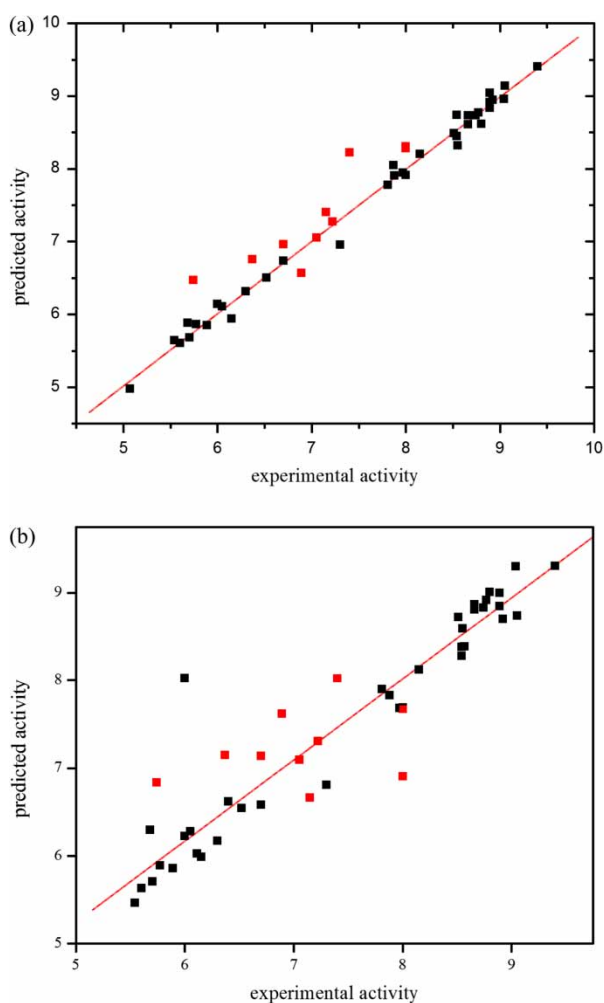 (a)
10
9
8
7
6
5
predicted activity
5 6 7 8 9 10
experimental activity
(b)
9
8
7
6
5
predicted activity
5 6 7 8 9
experimental activity